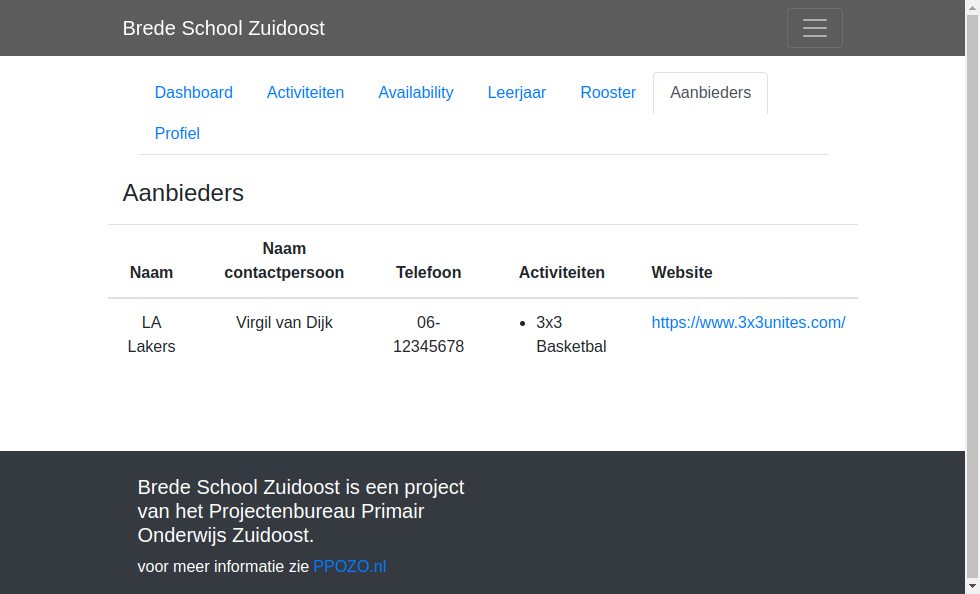 Brede School Zuidoost
Dashboard Activiteiten Availability Leerjaar Rooster Aanbieders
Profiel
Aanbieders
Naam
Naam contactpersoon Telefoon Activiteiten Website
LA Virgil van Dijk 06- • 3x3 https://www.3x3unites.com/
Lakers 12345678 Basketbal
Brede School Zuidoost is een project
van het Projectenbureau Primair
Onderwijs Zuidoost.
voor meer informatie zie PPOZO.nl